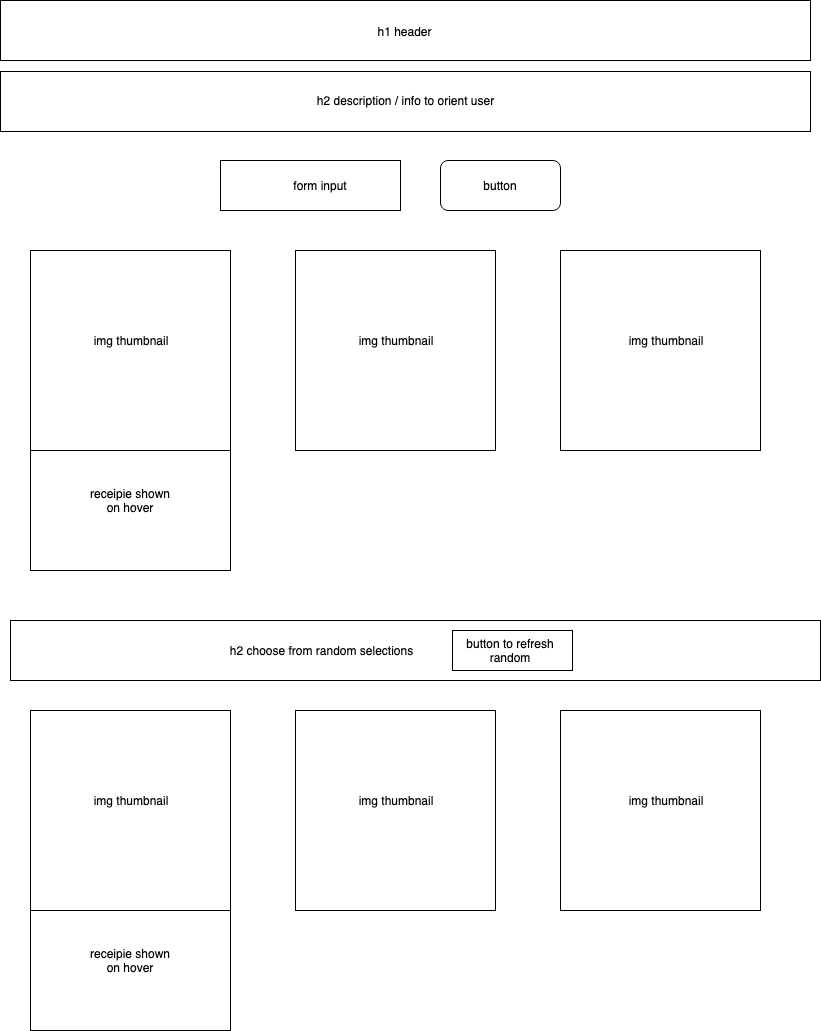 h1 header
h2 description / info to orient user
form input
button
img thumbnail
img thumbnail
img thumbnail
receipie shown
on hover
h2 choose from random selections
button to refresh
random
img thumbnail
img thumbnail
img thumbnail
receipie shown
on hover